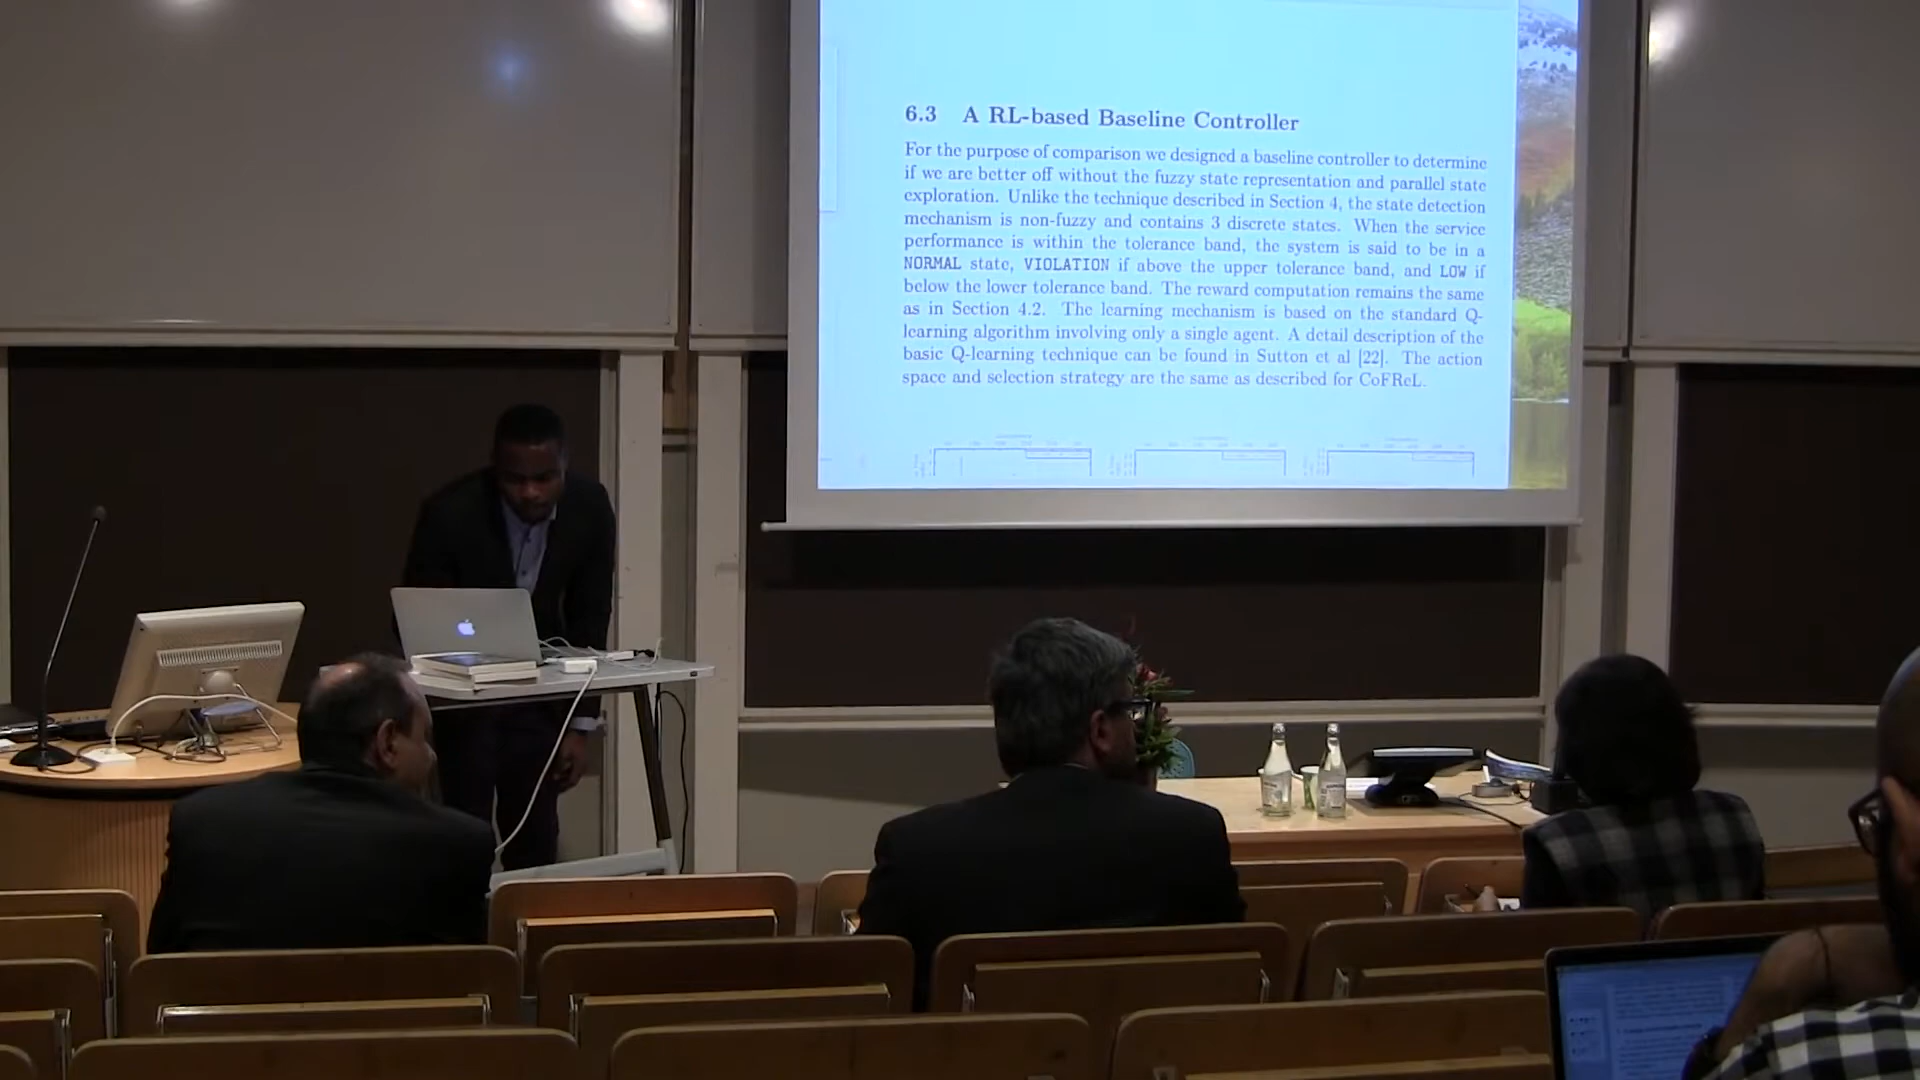 6.3 A RL-based Baseline Controller
For the purpose of comparison we designed a baseline controller to determine
if we are better off without the fuzzy state representation and parallel state
exploration. Unlike the technique described in Section 4, the state detection
mechanism is non-fuzzy and contains 3 discrete states. When the service
performance is within the tolerance band, the system is said to be in a
NORMAL state, VIOLATION if above the upper tolerance band, and LOW if
below the lower tolerance band. The reward computation remains the same
as in Section 4.2. The learning mechanism is based on the standard Q-
learning algorithm involving only a single agent. A detail description of the
basic Q-learning technique can be found in Sutton et al [22]. The action
space and selection strategy are the same as described for CoFReL.